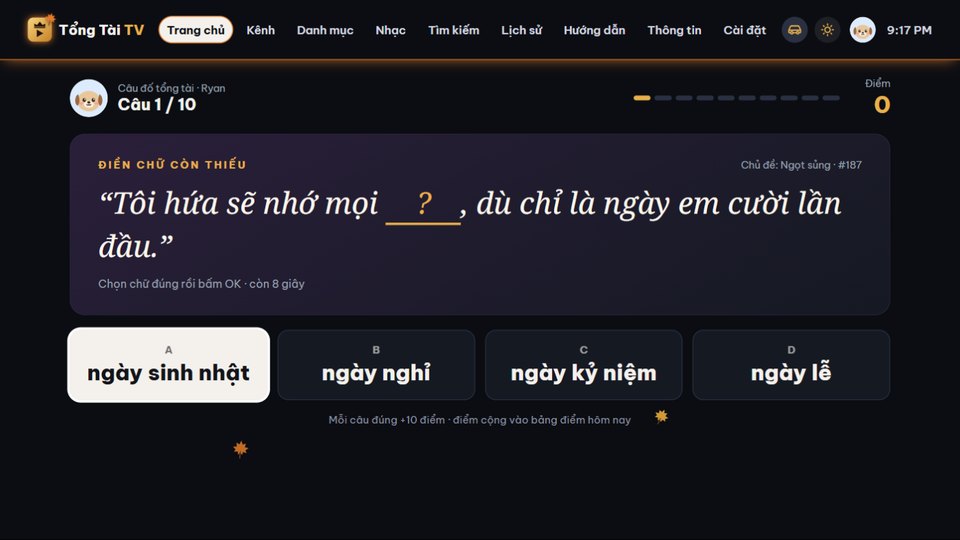 Tổng Tài TV Trang chủ Kênh Danh mục Nhạc Tìm kiếm Lịch sử Hướng dẫn Thông tin Cài đặt 9:17 PM
Câu đố tổng tài · Ryan
Câu 1 / 10
Điểm
0
ĐIỀN CHỮ CÒN THIẾU
Chủ đề: Ngọt sủng · #187
“Tôi hứa sẽ nhớ mọi ?, dù chỉ là ngày em cười lần
đầu.”
Chọn chữ đúng rồi bấm OK · còn 8 giây
A
ngày sinh nhật
B
ngày nghỉ
C
ngày kỷ niệm
D
ngày lễ
Mỗi câu đúng +10 điểm · điểm cộng vào bảng điểm hôm nay